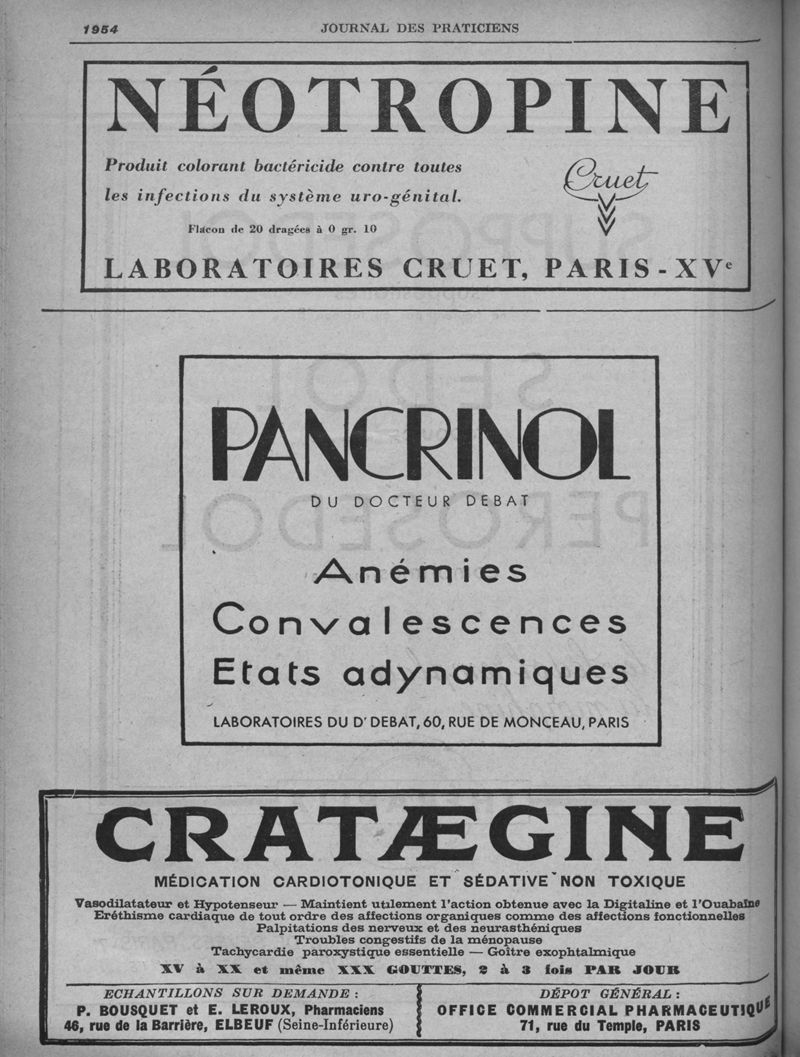 1954 JOURNAL DES PRATICIENS
NÉOTROPINE
Produit colorant bactéricide contre toutes
les infections du système uro-génital.
Flacon de 20 dragées à 0 gr. 10
Cruet
LABORATOIRES CRUET, PARIS-XVe
PANCRINOL
DU DOCTEUR DEBAT
Anémies
Convalescences
Etats adynamiques
LABORATOIRES DU Dr DEBAT, 60, RUE DE MONCEAU, PARIS
CRATÆGINE
MÉDICATION CARDIOTONIQUE ET SÉDATIVE NON TOXIQUE
Vasodilatateur et Hypotenseur — Maintient utilement l'action obtenue avec la Digitaline et l'Ouabaïne
Eréthisme cardiaque de tout ordre des affections organiques comme des affections fonctionnelles
Palpitations des nerveux et des neurasthéniques
Troubles congestifs de la ménopause
Tachycardie paroxystique essentielle — Goître exophtalmique
XV à XX et même XXX GOUTTES, 2 à 3 fois PAR JOUR
ECHANTILLONS SUR DEMANDE :
P. BOUSQUET et E. LEROUX, Pharmaciens
46, rue de la Barrière, ELBEUF (Seine-Inférieure)
DÉPOT GÉNÉRAL :
OFFICE COMMERCIAL PHARMACEUTIQUE
71, rue du Temple, PARIS